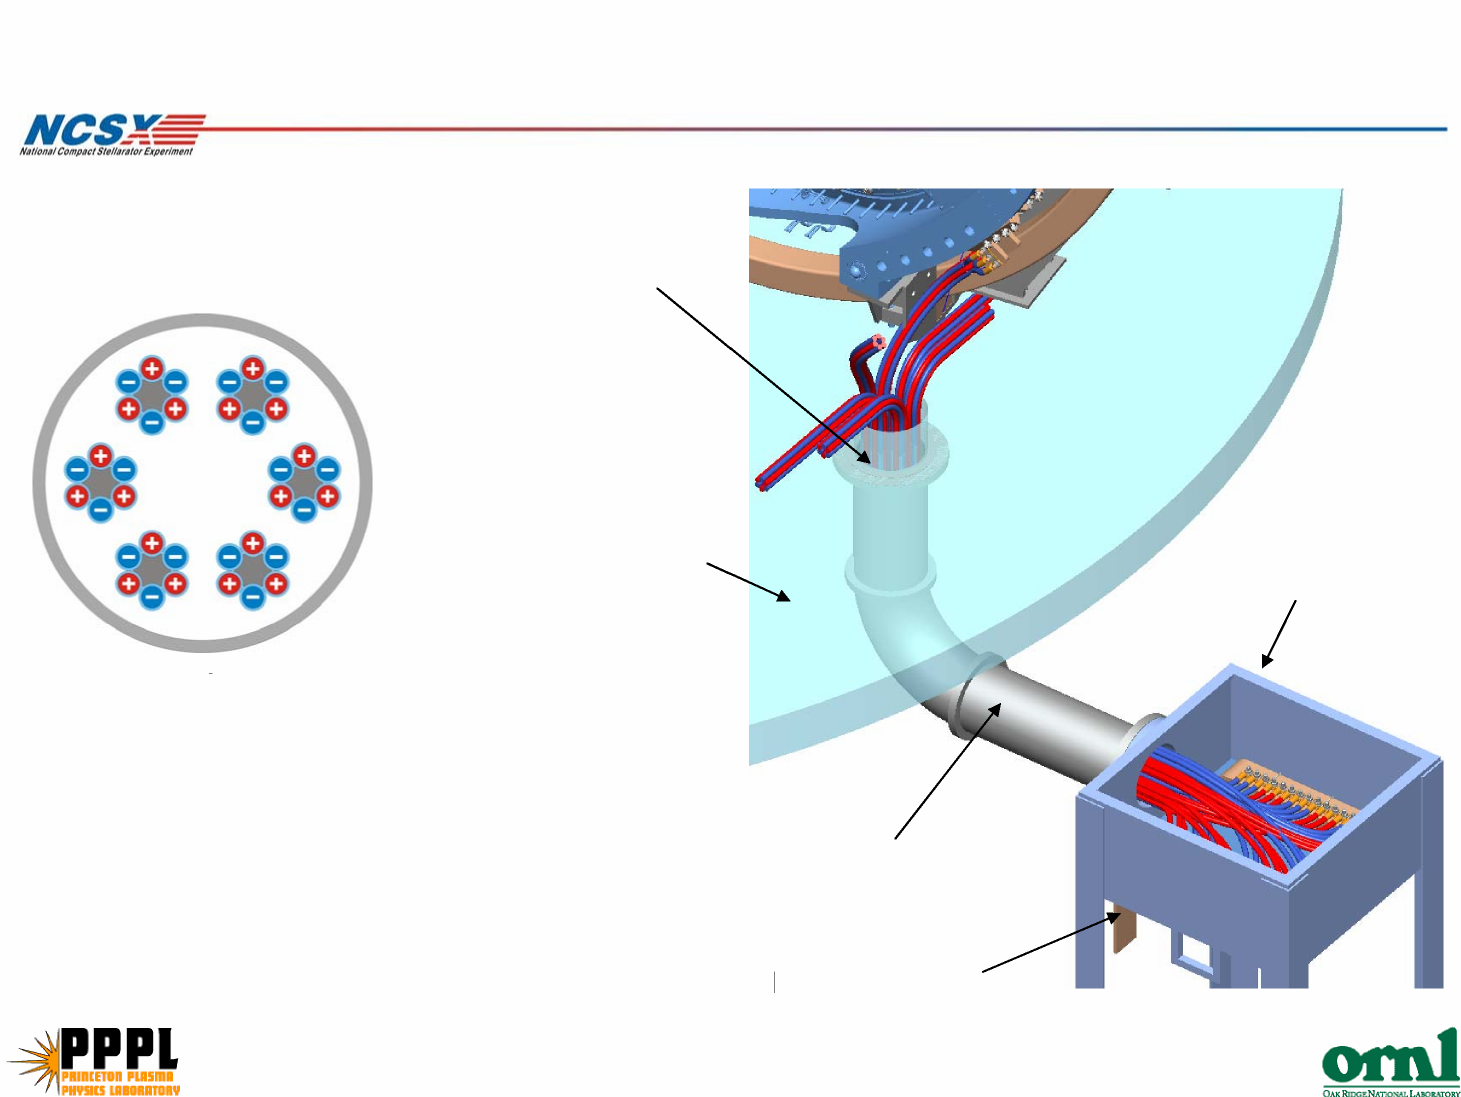 NCSX
National Compact Stellarator Experiment
PPPL
PRINCETON PLASMA
PHYSICS LABORATORY
ornl
OAK RIDGE NATIONAL LABORATORY